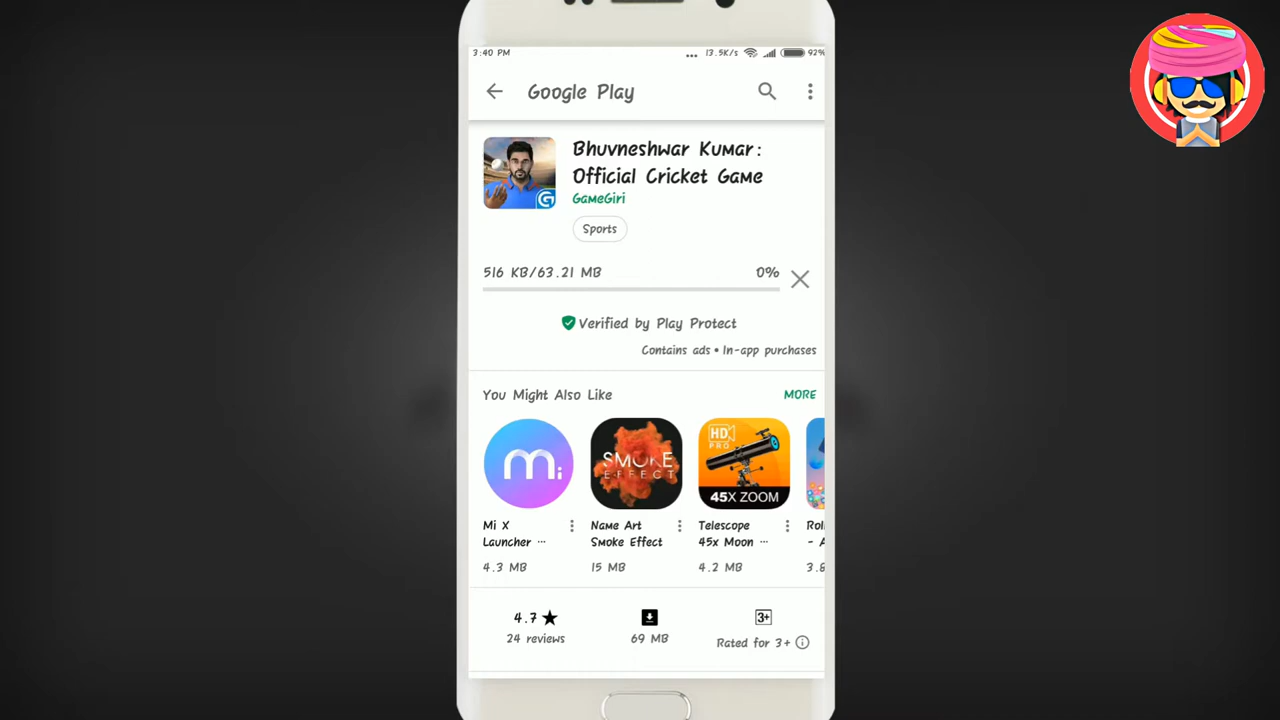 3:40 PM
... 13.5K/s 92%
Google Play
Bhuvneshwar Kumar:
Official Cricket Game
GameGiri
Sports
516 KB/63.21 MB 0%
Verified by Play Protect
Contains ads • In-app purchases
You Might Also Like MORE
SMOKE
EFFECT
HD
PRO
45X ZOOM
Mi X
Launcher ...
4.3 MB
Name Art
Smoke Effect
15 MB
Telescope
45x Moon ...
4.2 MB
Rol
- A
3.8
4.7★
24 reviews
69 MB
3+
Rated for 3+